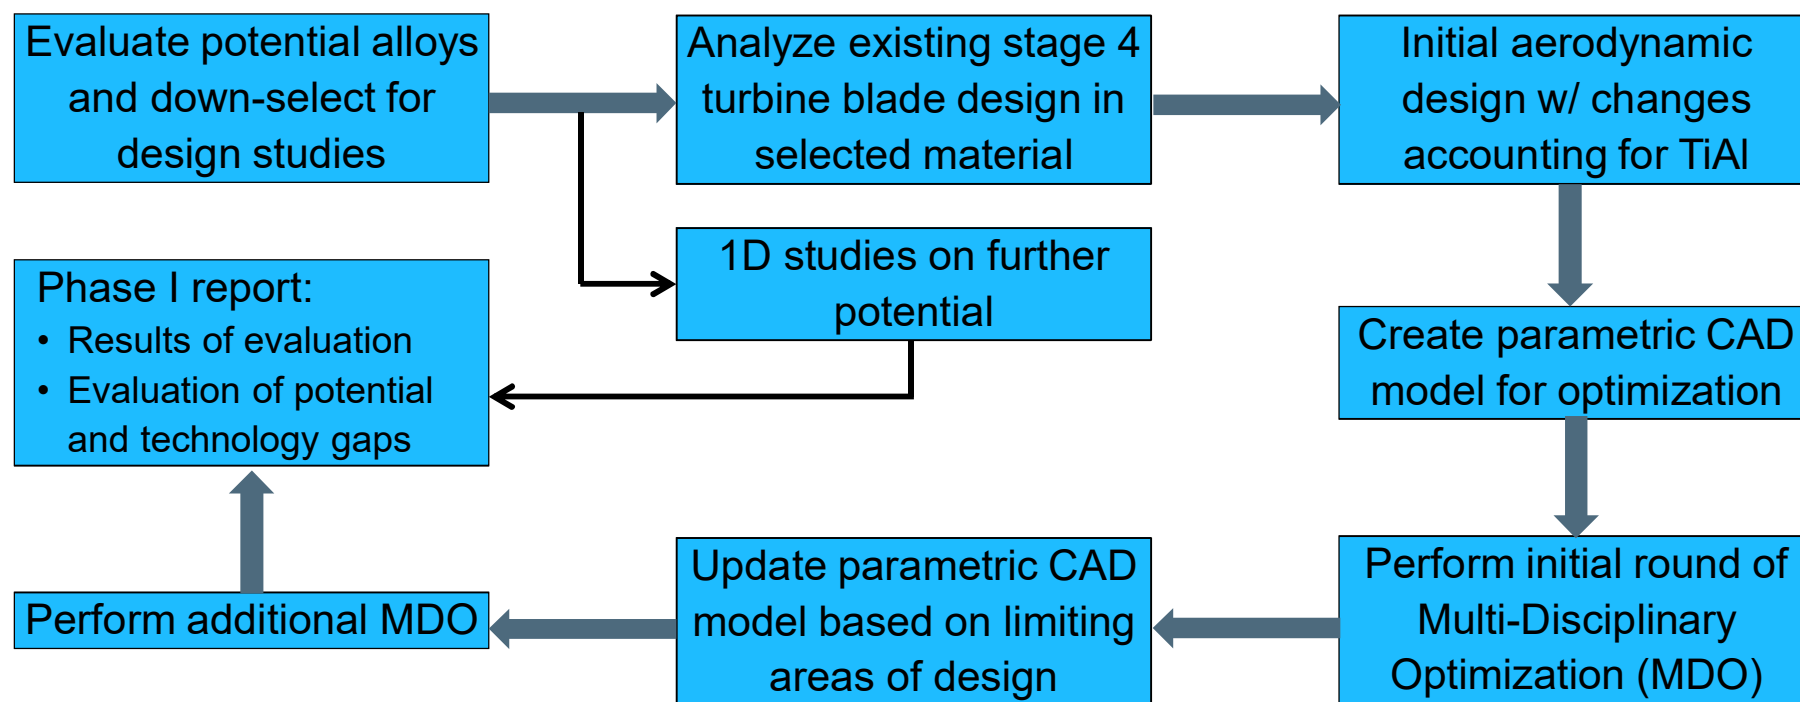 Evaluate potential alloys
and down-select for
design studies
Analyze existing stage 4
turbine blade design in
selected material
Initial aerodynamic
design w/ changes
accounting for TiAl
1D studies on further
potential
Phase I report:
• Results of evaluation
• Evaluation of potential
and technology gaps
Create parametric CAD
model for optimization
Perform initial round of
Multi-Disciplinary
Optimization (MDO)
Update parametric CAD
model based on limiting
areas of design
Perform additional MDO